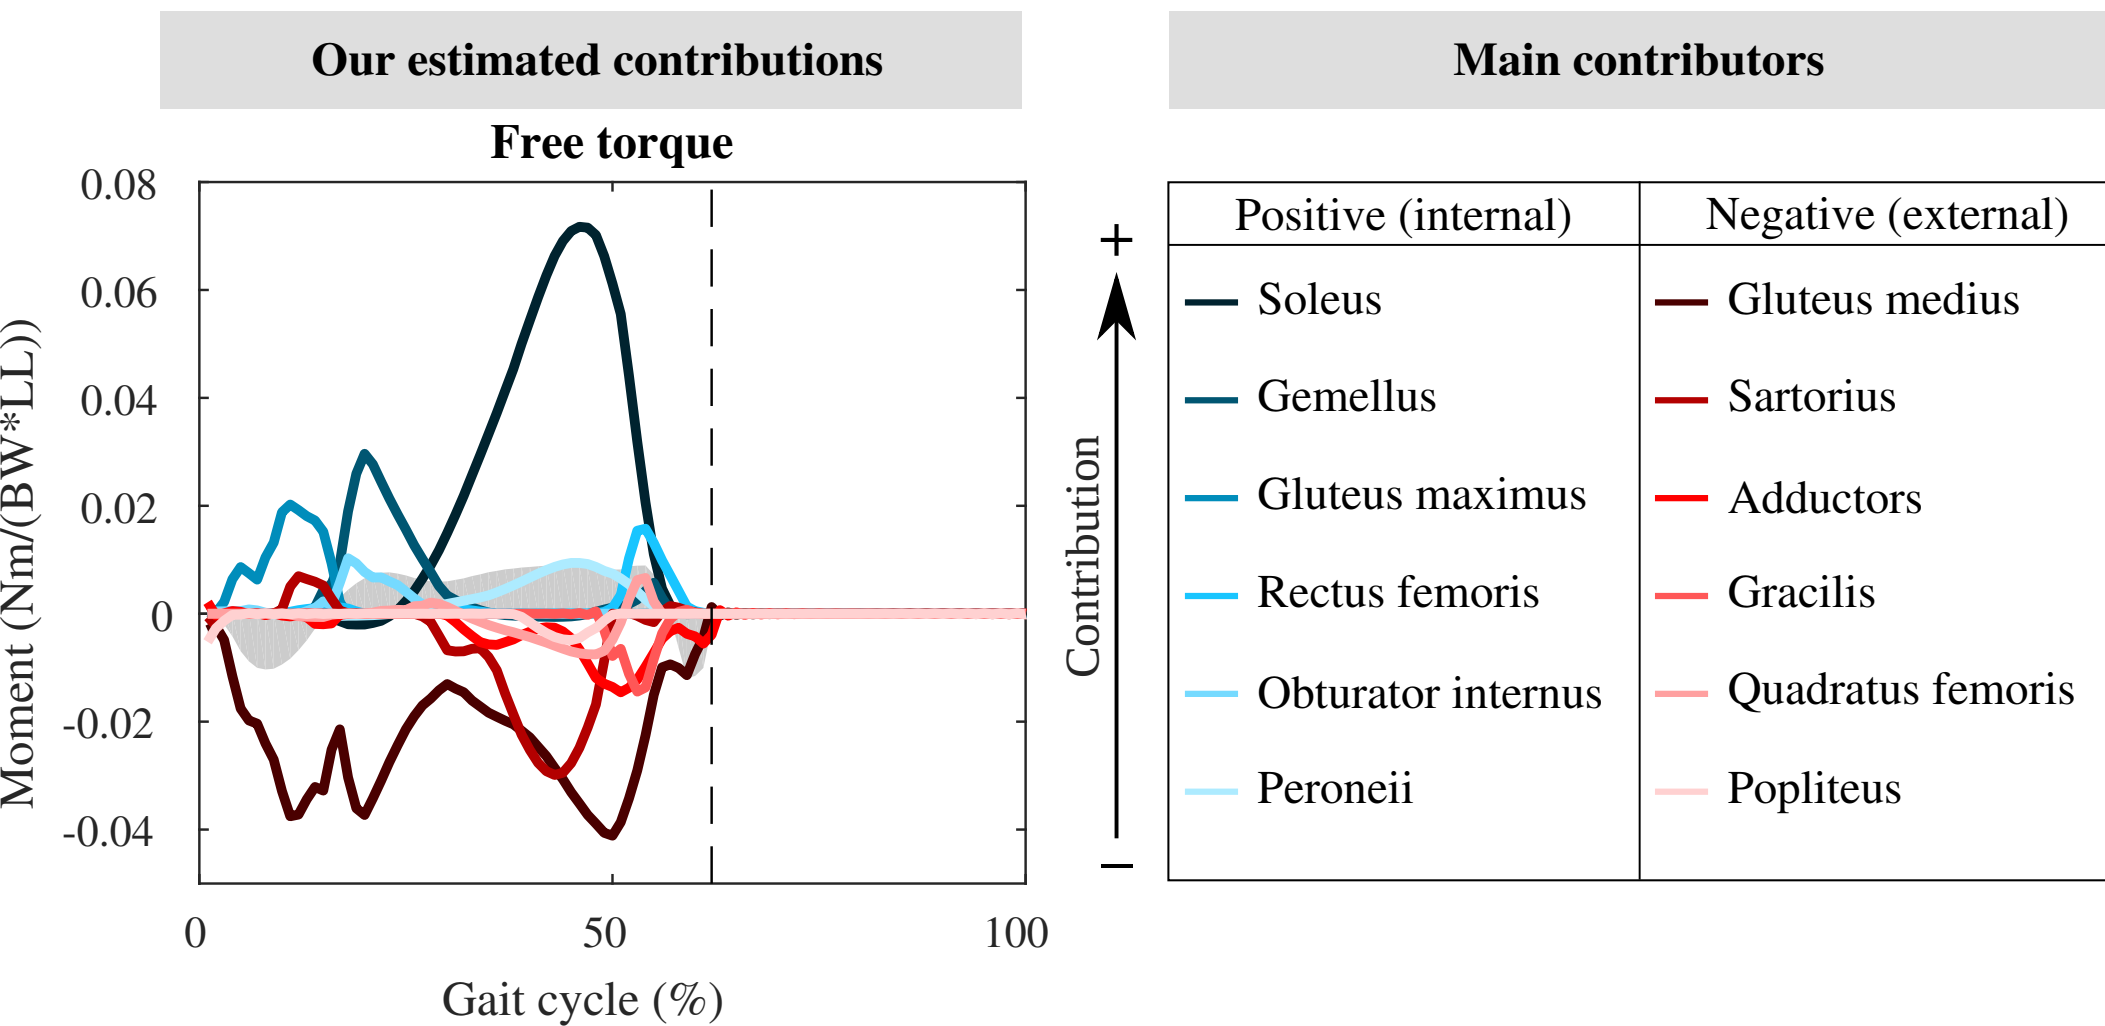 Our estimated contributions
Main contributors
Free torque
0.08
0.06
0.04
0.02
0
-0.02
-0.04
Moment (Nm/(BW*LL))
0
50
100
Gait cycle (%)
+
Contribution
–
Positive (internal)
Negative (external)
Soleus
Gluteus medius
Gemellus
Sartorius
Gluteus maximus
Adductors
Rectus femoris
Gracilis
Obturator internus
Quadratus femoris
Peroneii
Popliteus